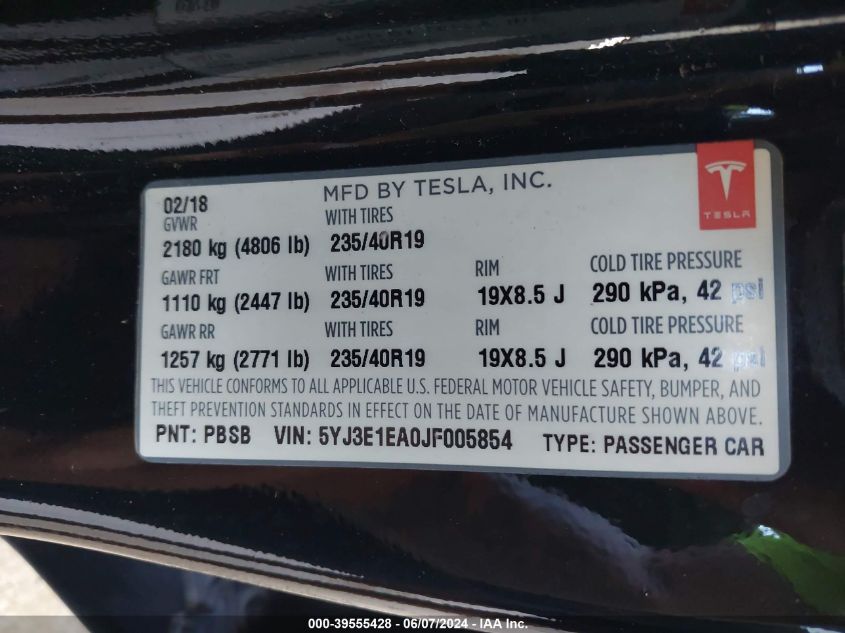 MFD BY TESLA, INC.
TESLA
02/18
GVWR WITH TIRES
2180 kg (4806 lb) 235/40R19
GAWR FRT WITH TIRES RIM COLD TIRE PRESSURE
1110 kg (2447 lb) 235/40R19 19X8.5 J 290 kPa, 42 psi
GAWR RR WITH TIRES RIM COLD TIRE PRESSURE
1257 kg (2771 lb) 235/40R19 19X8.5 J 290 kPa, 42 psi
THIS VEHICLE CONFORMS TO ALL APPLICABLE U.S. FEDERAL MOTOR VEHICLE SAFETY, BUMPER, AND
THEFT PREVENTION STANDARDS IN EFFECT ON THE DATE OF MANUFACTURE SHOWN ABOVE.
PNT: PBSB VIN: 5YJ3E1EA0JF005854 TYPE: PASSENGER CAR
000-39555428 - 06/07/2024 - IAA Inc.